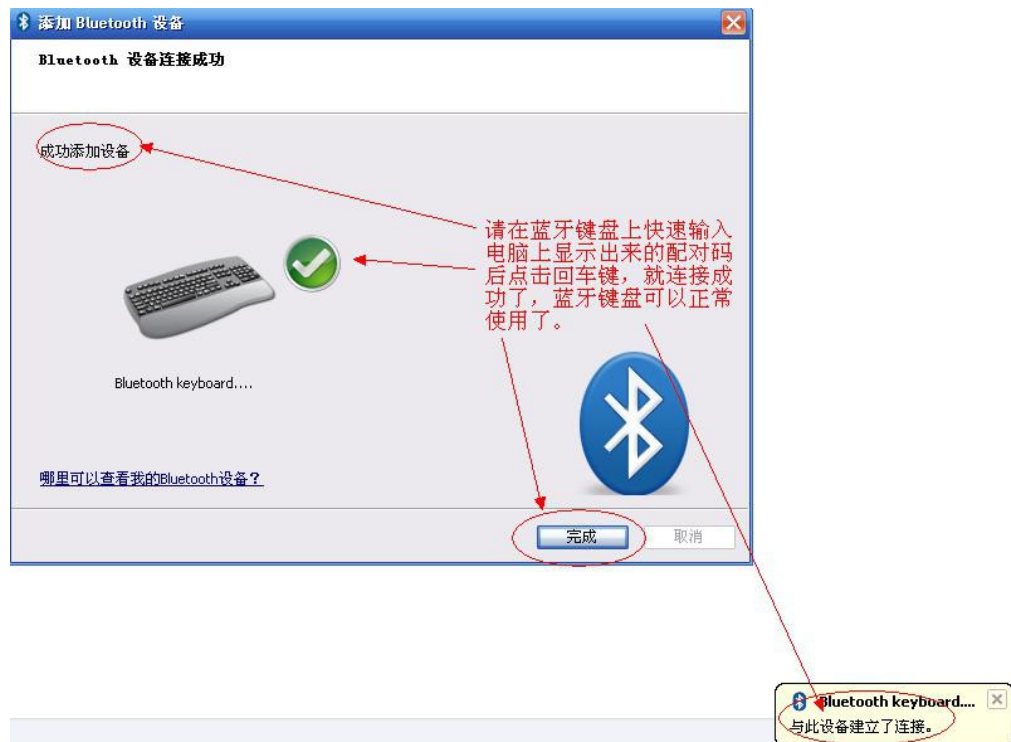 添加 Bluetooth 设备
Bluetooth 设备连接成功
成功添加设备
请在蓝牙键盘上快速输入
电脑上显示出来的配对码
后点击回车键，就连接成
功了，蓝牙键盘可以正常
使用了。
Bluetooth keyboard....
哪里可以查看我的Bluetooth设备？
完成
取消
Bluetooth keyboard....
与此设备建立了连接。